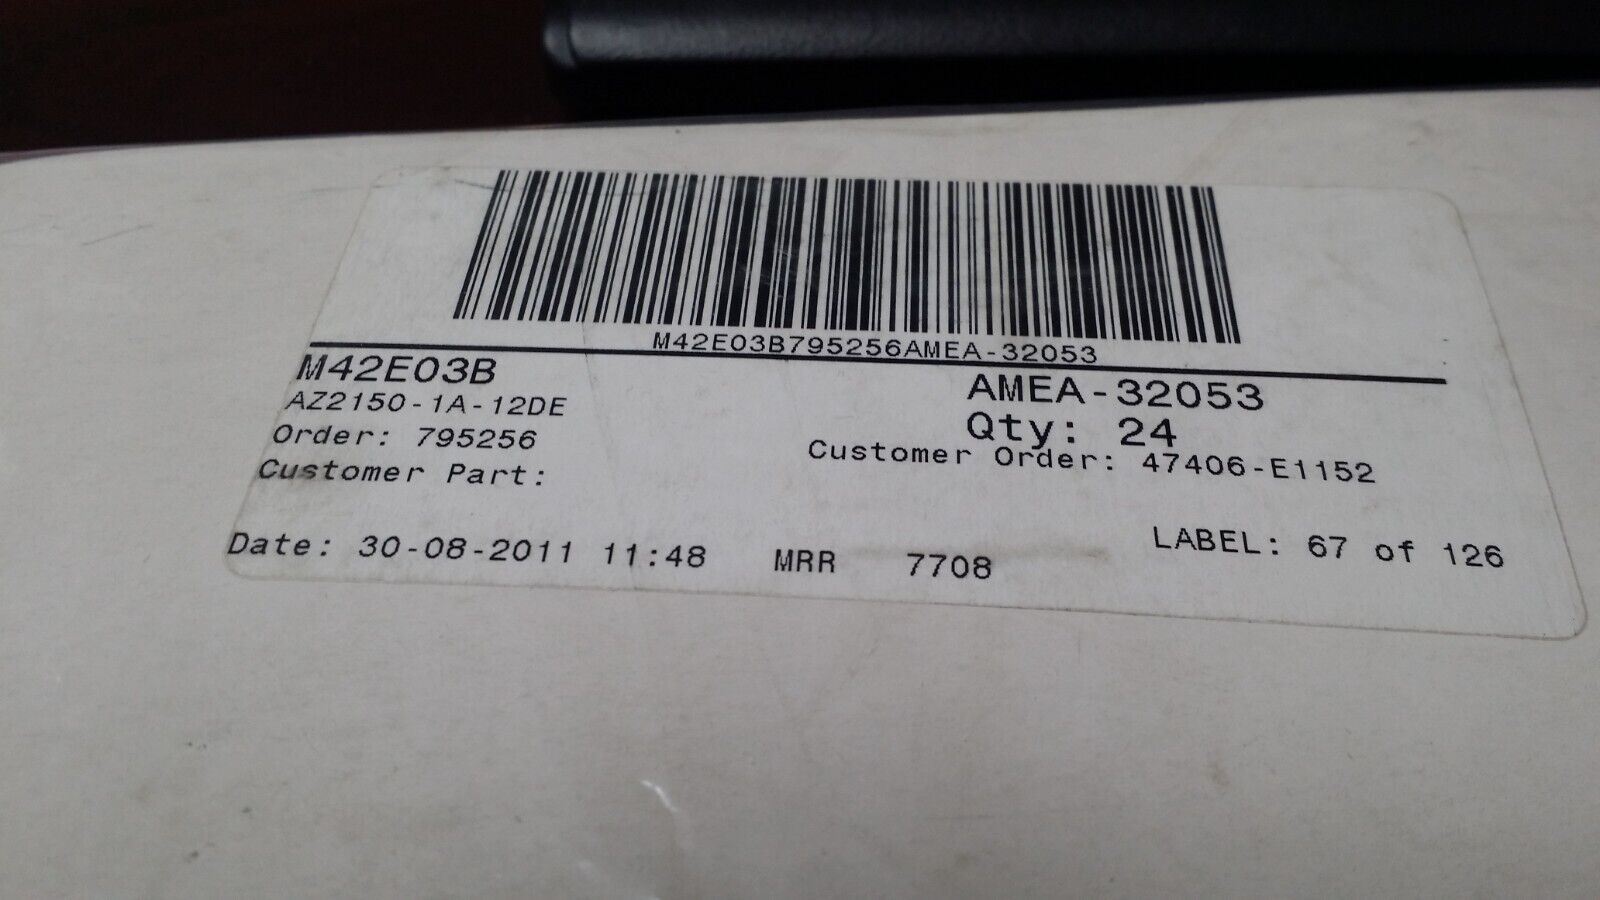 M42E03B795256AMEA-32053
M42E03B
AMEA-32053
AZ2150-1A-12DE
Qty: 24
Order: 795256
Customer Order: 47406-E1152
Customer Part:
Date: 30-08-2011 11:48
MRR 7708
LABEL: 67 of 126